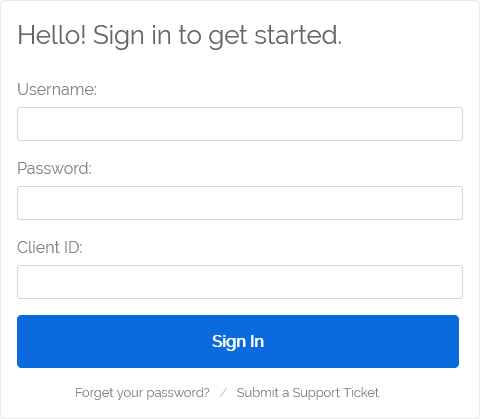 Hello! Sign in to get started.
Username:
Password:
Client ID:
Sign In
Forget your password? / Submit a Support Ticket